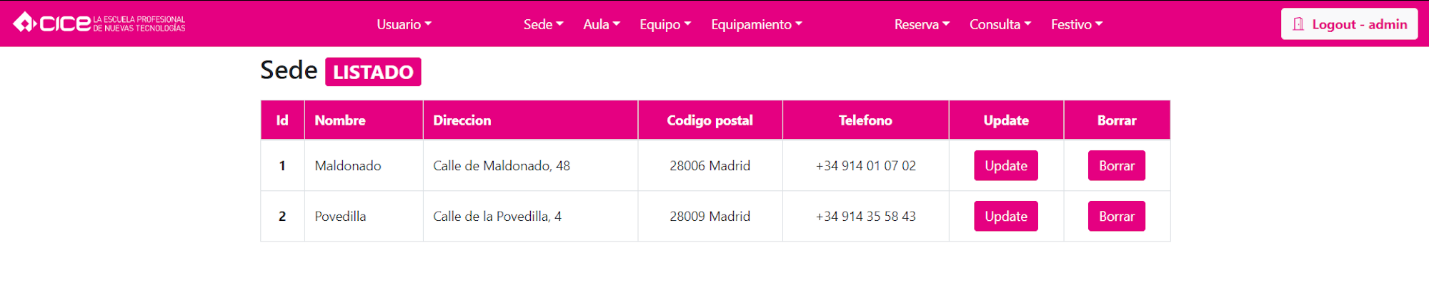 CICE LA ESCUELA PROFESIONAL
DE NUEVAS TECNOLOGÍAS
Usuario Sede Aula Equipo Equipamiento Reserva Consulta Festivo Logout - admin
Sede LISTADO
Id Nombre Direccion Codigo postal Telefono Update Borrar
1 Maldonado Calle de Maldonado, 48 28006 Madrid +34 914 01 07 02 Update Borrar
2 Povedilla Calle de la Povedilla, 4 28009 Madrid +34 914 35 58 43 Update Borrar